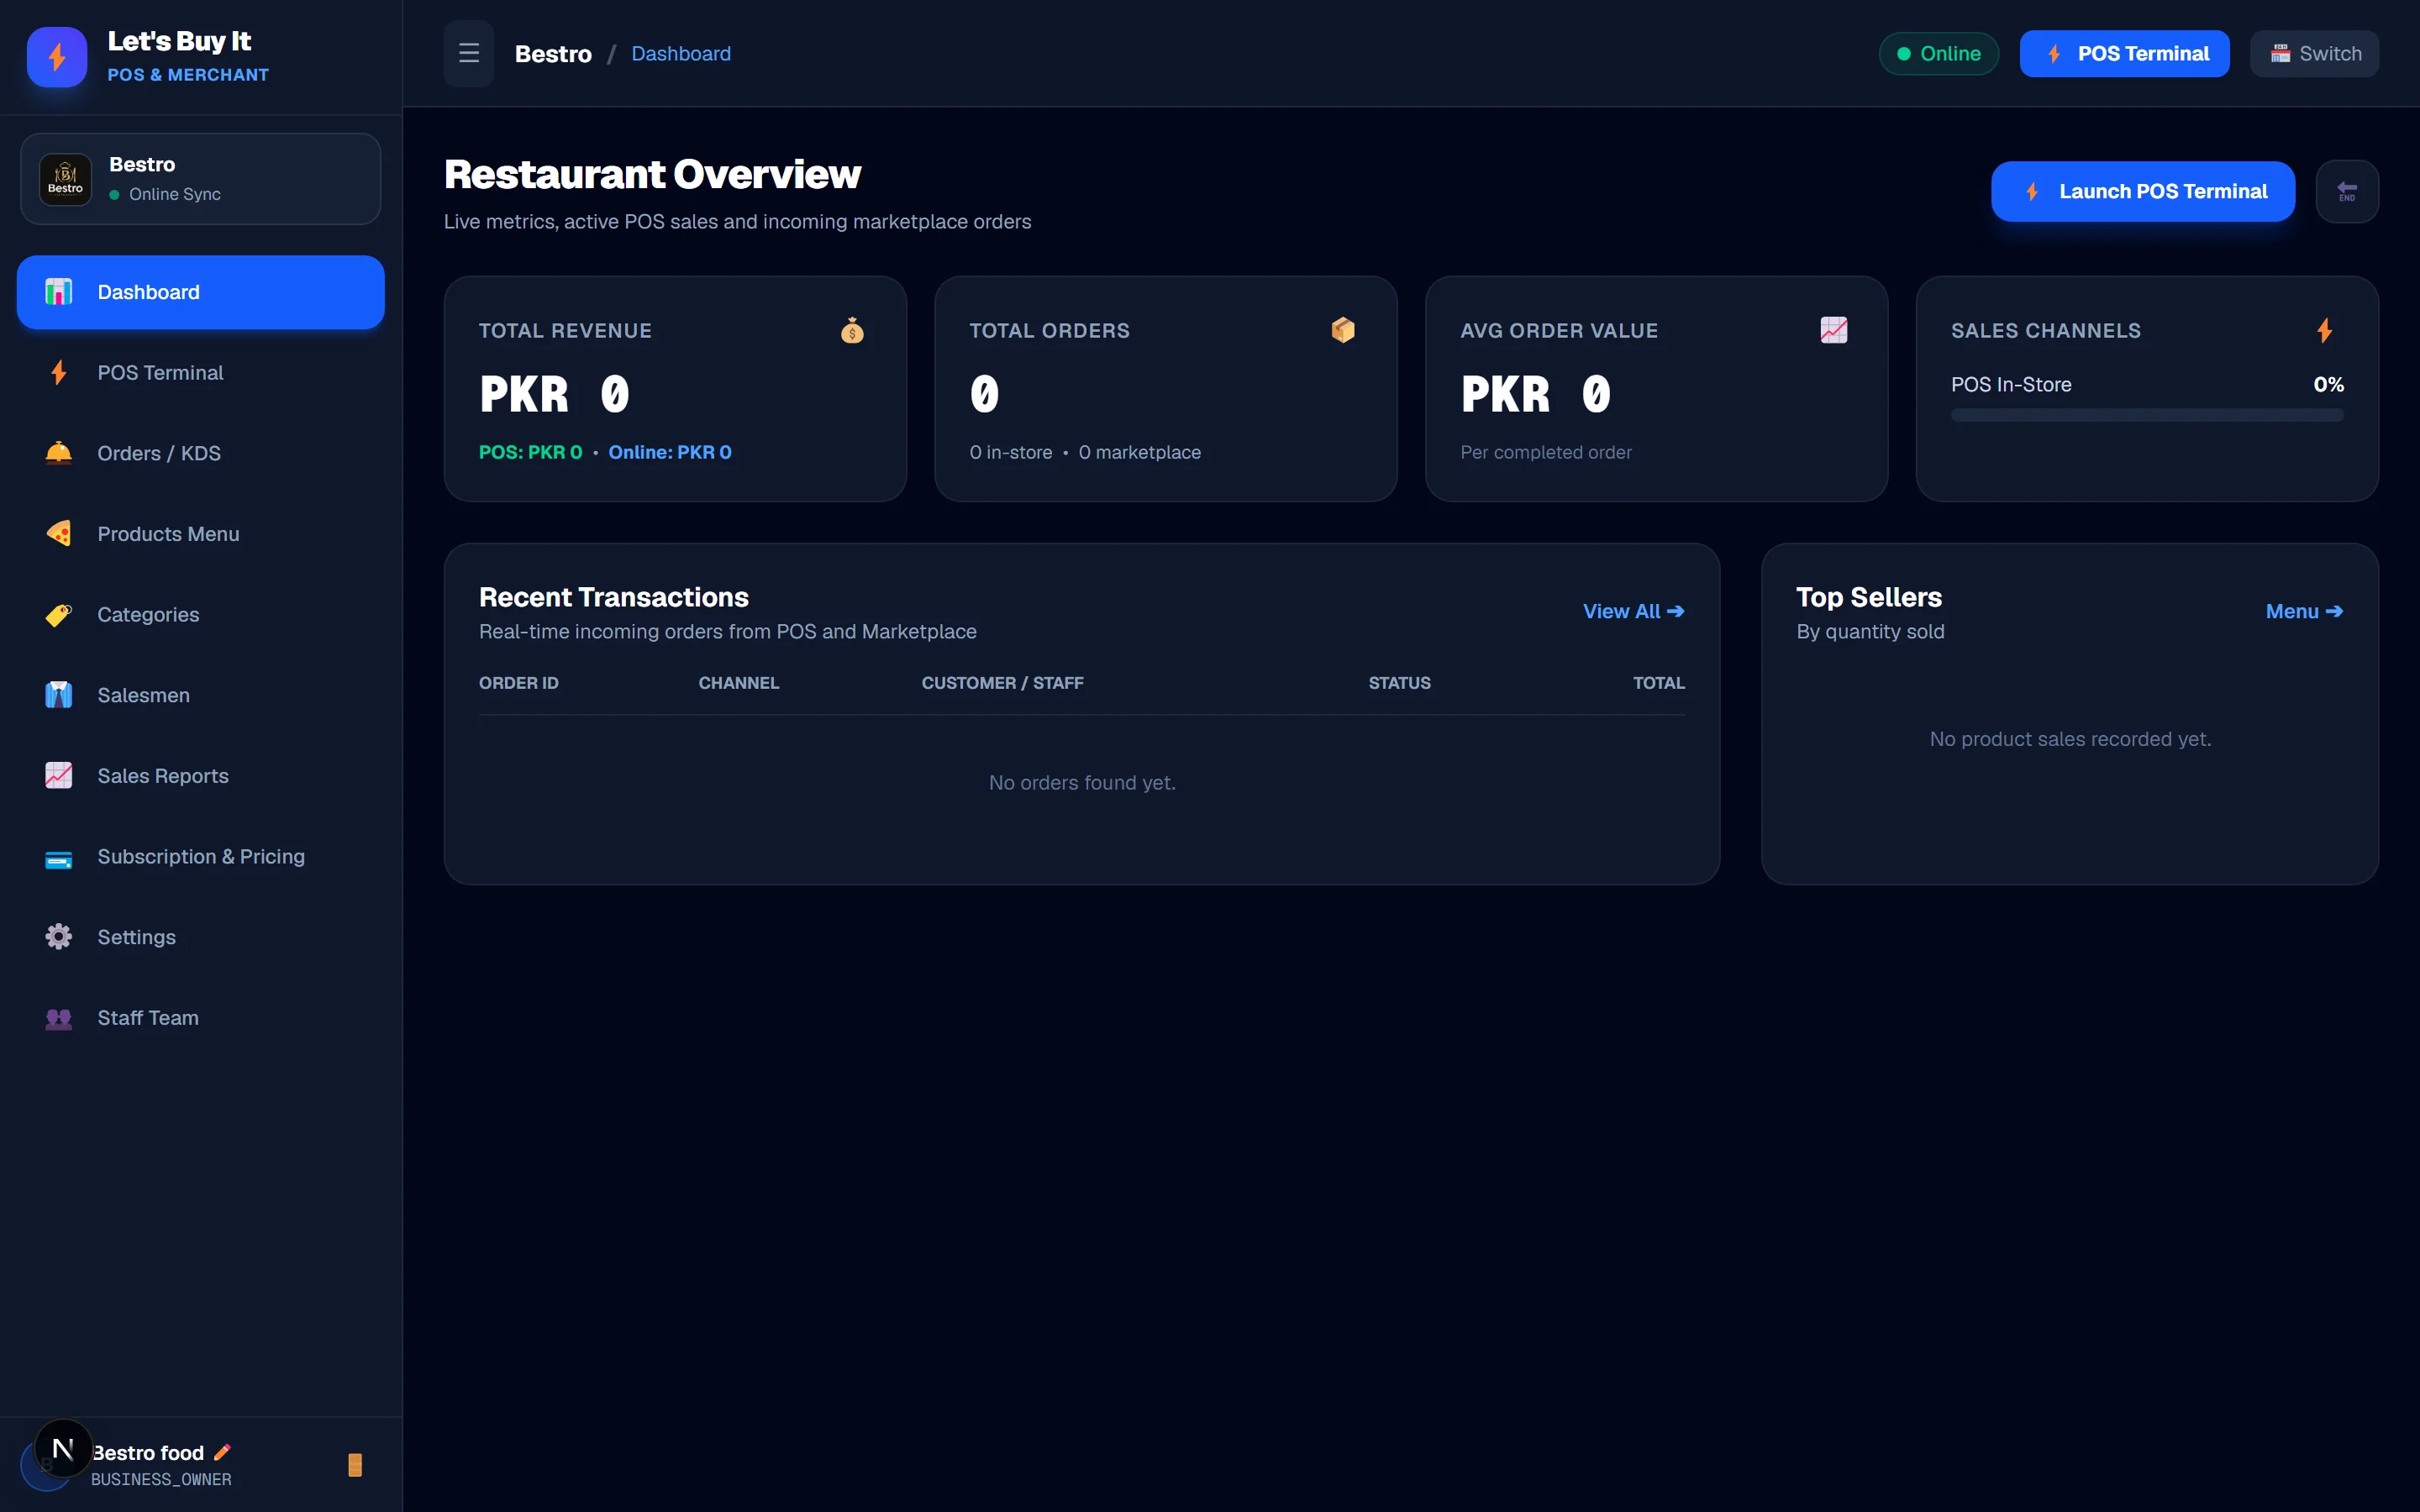 Let's Buy It
POS & MERCHANT
Bestro
Bestro
Online Sync
Dashboard
POS Terminal
Orders / KDS
Products Menu
Categories
Salesmen
Sales Reports
Subscription & Pricing
Settings
Staff Team
N
Bestro food
BUSINESS_OWNER
Bestro / Dashboard
Online
POS Terminal
Switch
Restaurant Overview
Live metrics, active POS sales and incoming marketplace orders
Launch POS Terminal
END
TOTAL REVENUE
PKR 0
POS: PKR 0 • Online: PKR 0
TOTAL ORDERS
0
0 in-store • 0 marketplace
AVG ORDER VALUE
PKR 0
Per completed order
SALES CHANNELS
POS In-Store 0%
Recent Transactions
Real-time incoming orders from POS and Marketplace
View All ➔
ORDER ID CHANNEL CUSTOMER / STAFF STATUS TOTAL
No orders found yet.
Top Sellers
By quantity sold
Menu ➔
No product sales recorded yet.